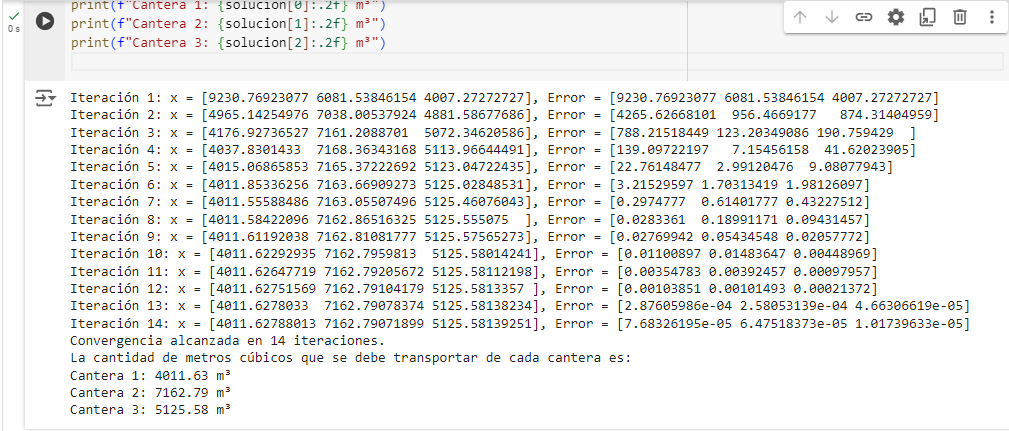 print(f"Cantera 1: {solucion[0]:.2f} m³")
print(f"Cantera 2: {solucion[1]:.2f} m³")
print(f"Cantera 3: {solucion[2]:.2f} m³")
0 s
Iteración 1: x = [9230.76923077 6081.53846154 4007.27272727], Error = [9230.76923077 6081.53846154 4007.27272727]
Iteración 2: x = [4965.14254976 7038.00537924 4881.58677686], Error = [4265.62668101  956.4669177   874.31404959]
Iteración 3: x = [4176.92736527 7161.2088701  5072.34620586], Error = [788.21518449 123.20349086 190.759429  ]
Iteración 4: x = [4037.8301433  7168.36343168 5113.96644491], Error = [139.09722197   7.15456158  41.62023905]
Iteración 5: x = [4015.06865853 7165.37222692 5123.04722435], Error = [22.76148477  2.99120476  9.08077943]
Iteración 6: x = [4011.85336256 7163.66909273 5125.02848531], Error = [3.21529597 1.70313419 1.98126097]
Iteración 7: x = [4011.55588486 7163.05507496 5125.46076043], Error = [0.2974777  0.61401777 0.43227512]
Iteración 8: x = [4011.58422096 7162.86516325 5125.555075  ], Error = [0.0283361  0.18991171 0.09431457]
Iteración 9: x = [4011.61192038 7162.81081777 5125.57565273], Error = [0.02769942 0.05434548 0.02057772]
Iteración 10: x = [4011.62292935 7162.7959813  5125.58014241], Error = [0.01100897 0.01483647 0.00448969]
Iteración 11: x = [4011.62647719 7162.79205672 5125.58112198], Error = [0.00354783 0.00392457 0.00097957]
Iteración 12: x = [4011.62751569 7162.79104179 5125.5813357 ], Error = [0.00103851 0.00101493 0.00021372]
Iteración 13: x = [4011.6278033  7162.79078374 5125.58138234], Error = [2.87605986e-04 2.58053139e-04 4.66306619e-05]
Iteración 14: x = [4011.62788013 7162.79071899 5125.58139251], Error = [7.68326195e-05 6.47518373e-05 1.01739633e-05]
Convergencia alcanzada en 14 iteraciones.
La cantidad de metros cúbicos que se debe transportar de cada cantera es:
Cantera 1: 4011.63 m³
Cantera 2: 7162.79 m³
Cantera 3: 5125.58 m³